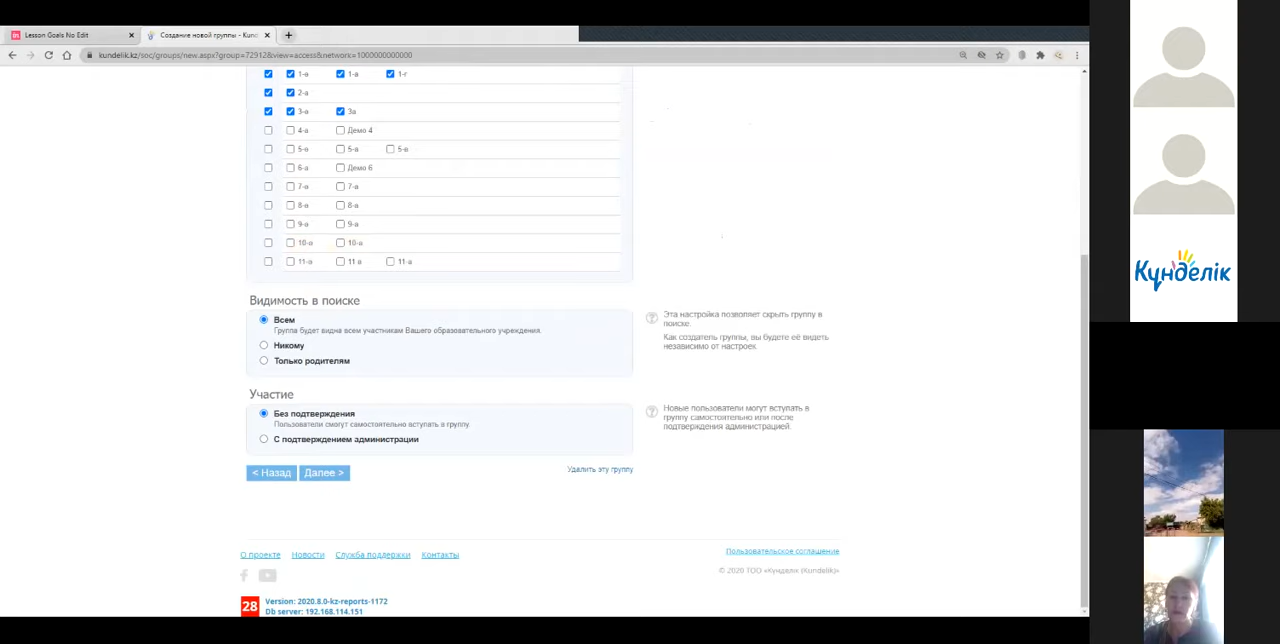 Lesson Goals No Edit
Создание новой группы - Кунд
kundelik.kz/soc/groups/new.aspx?group=72912&view=access&network=1000000000000
1-ә 1-в 1-г
2-а
3-ә 3а
4-а Демо 4
5-ә 5-а 5-в
6-а Демо 6
7-ә 7-а
8-ә 8-а
9-ә 9-а
10-ә 10-а
11-ә 11 а 11-а
Видимость в поиске
Всем
Группа будет видна всем участникам Вашего образовательного учреждения.
Никому
Только родителям
Эта настройка позволяет скрыть группу в
поиске.
Как создатель группы, вы будете её видеть
независимо от настроек.
Участие
Без подтверждения
Пользователи смогут самостоятельно вступать в группу.
С подтверждением администрации
Новые пользователи могут вступать в
группу самостоятельно или после
подтверждения администрацией.
< Назад Далее >
Удалить эту группу
О проекте Новости Служба поддержки Контакты
Пользовательское соглашение
© 2020 ТОО «Күнделік (Kundelik)»
28
Version: 2020.8.0-kz-reports-1172
Db server: 192.168.114.151
Күнделік